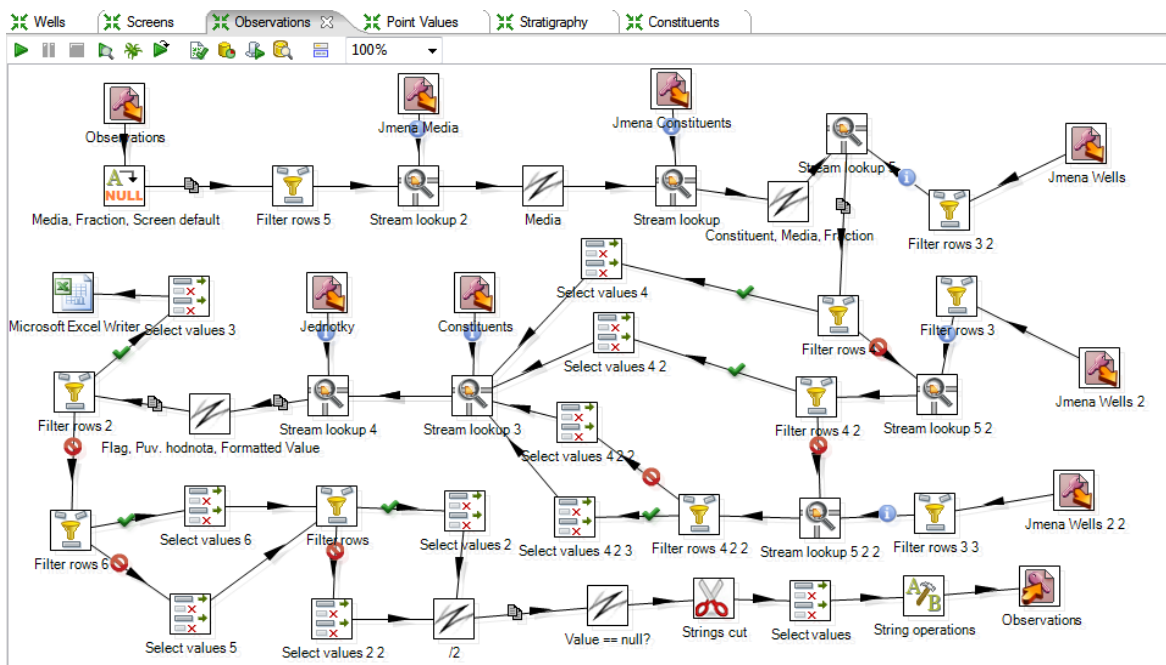 Wells
Screens
Observations
Point Values
Stratigraphy
Constituents
100%
Observations
Jmena Media
Jmena Constituents
Stream lookup 5
Jmena Wells
A
NULL
Media, Fraction, Screen default
Filter rows 5
Stream lookup 2
Media
Stream lookup
Constituent, Media, Fraction
Filter rows 3 2
Microsoft Excel Writer
Select values 3
Jednotky
Constituents
Select values 4
Filter rows 3
Filter rows
Select values 4 2
Jmena Wells 2
Filter rows 2
Flag, Puv. hodnota, Formatted Value
Stream lookup 4
Stream lookup 3
Filter rows 4 2
Stream lookup 5 2
Select values 4 2 2
Filter rows 6
Select values 6
Filter rows
Select values 2
Select values 4 2 3
Filter rows 4 2 2
Stream lookup 5 2 2
Filter rows 3 3
Jmena Wells 2 2
Select values 5
Select values 2 2
/2
Value == null?
Strings cut
Select values
A
B
String operations
Observations